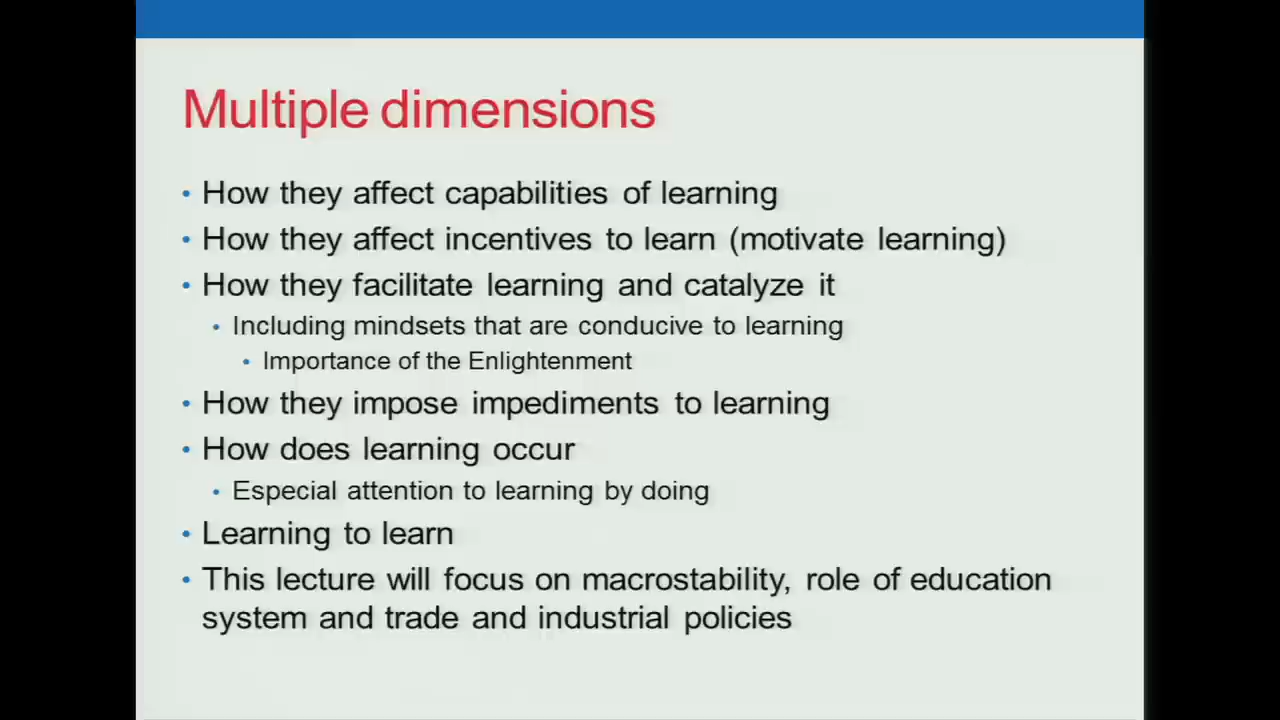 Multiple dimensions
• How they affect capabilities of learning
• How they affect incentives to learn (motivate learning)
• How they facilitate learning and catalyze it
• Including mindsets that are conducive to learning
• Importance of the Enlightenment
• How they impose impediments to learning
• How does learning occur
• Especial attention to learning by doing
• Learning to learn
• This lecture will focus on macrostability, role of education
system and trade and industrial policies